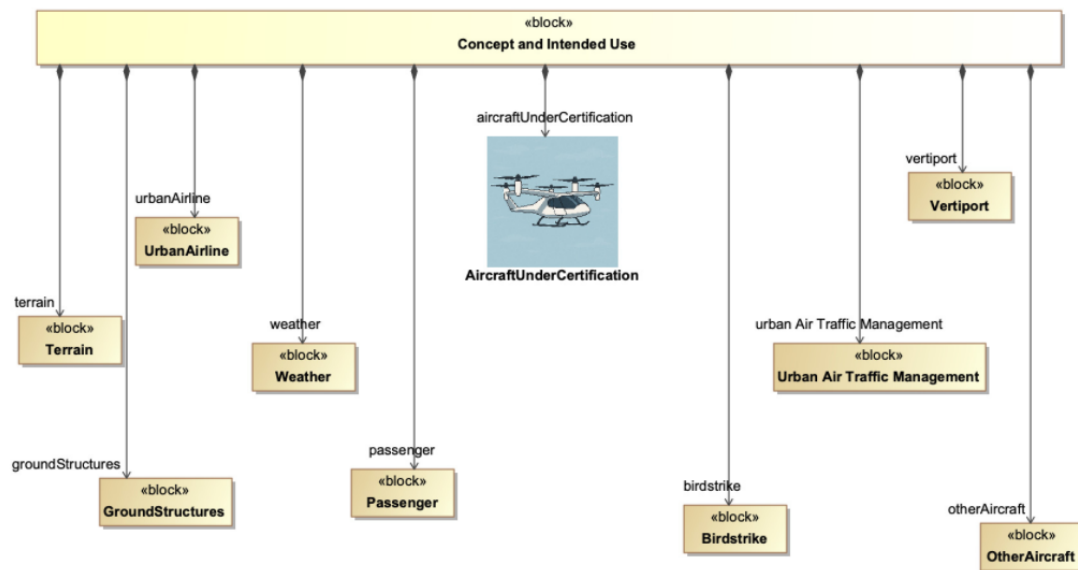 «block»
Concept and Intended Use
aircraftUnderCertification
AircraftUnderCertification
vertiport
«block»
Vertiport
urbanAirline
«block»
UrbanAirline
terrain
«block»
Terrain
weather
«block»
Weather
urban Air Traffic Management
«block»
Urban Air Traffic Management
groundStructures
«block»
GroundStructures
passenger
«block»
Passenger
birdstrike
«block»
Birdstrike
otherAircraft
«block»
OtherAircraft